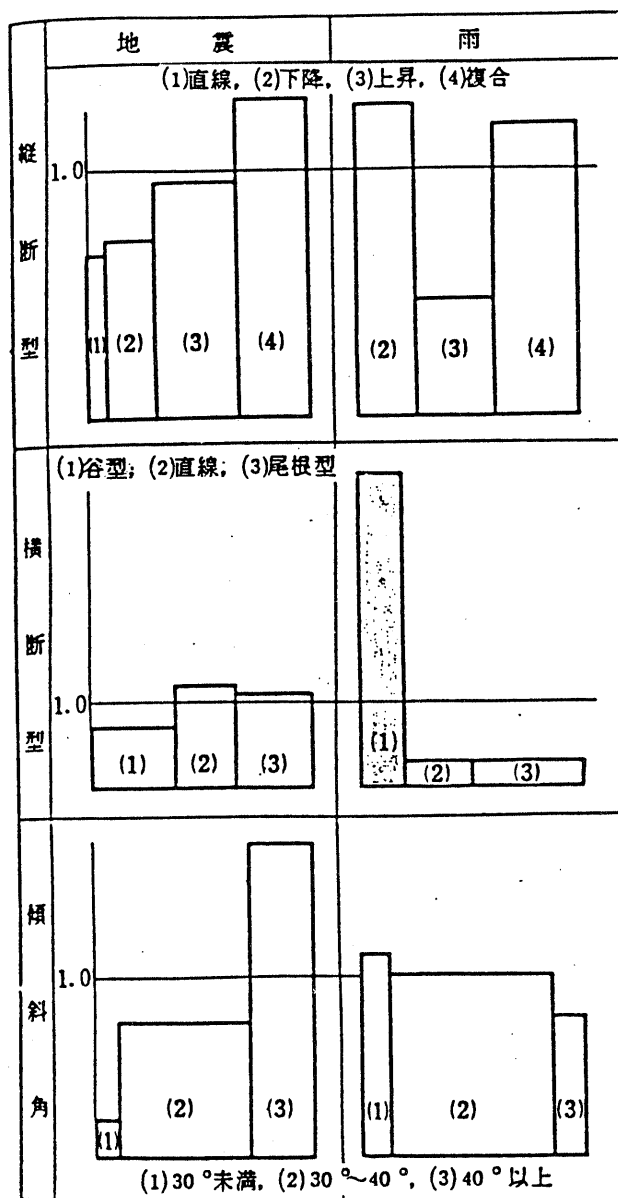 地震 雨
縦断型
(1)直線, (2)下降, (3)上昇, (4)複合
1.0
(1) (2) (3) (4)
(2) (3) (4)
横断型
(1)谷型; (2)直線; (3)尾根型
1.0
(1) (2) (3)
(1) (2) (3)
傾斜角
1.0
(1) (2) (3)
(1) (2) (3)
(1)30°未満, (2)30°~40°, (3)40°以上